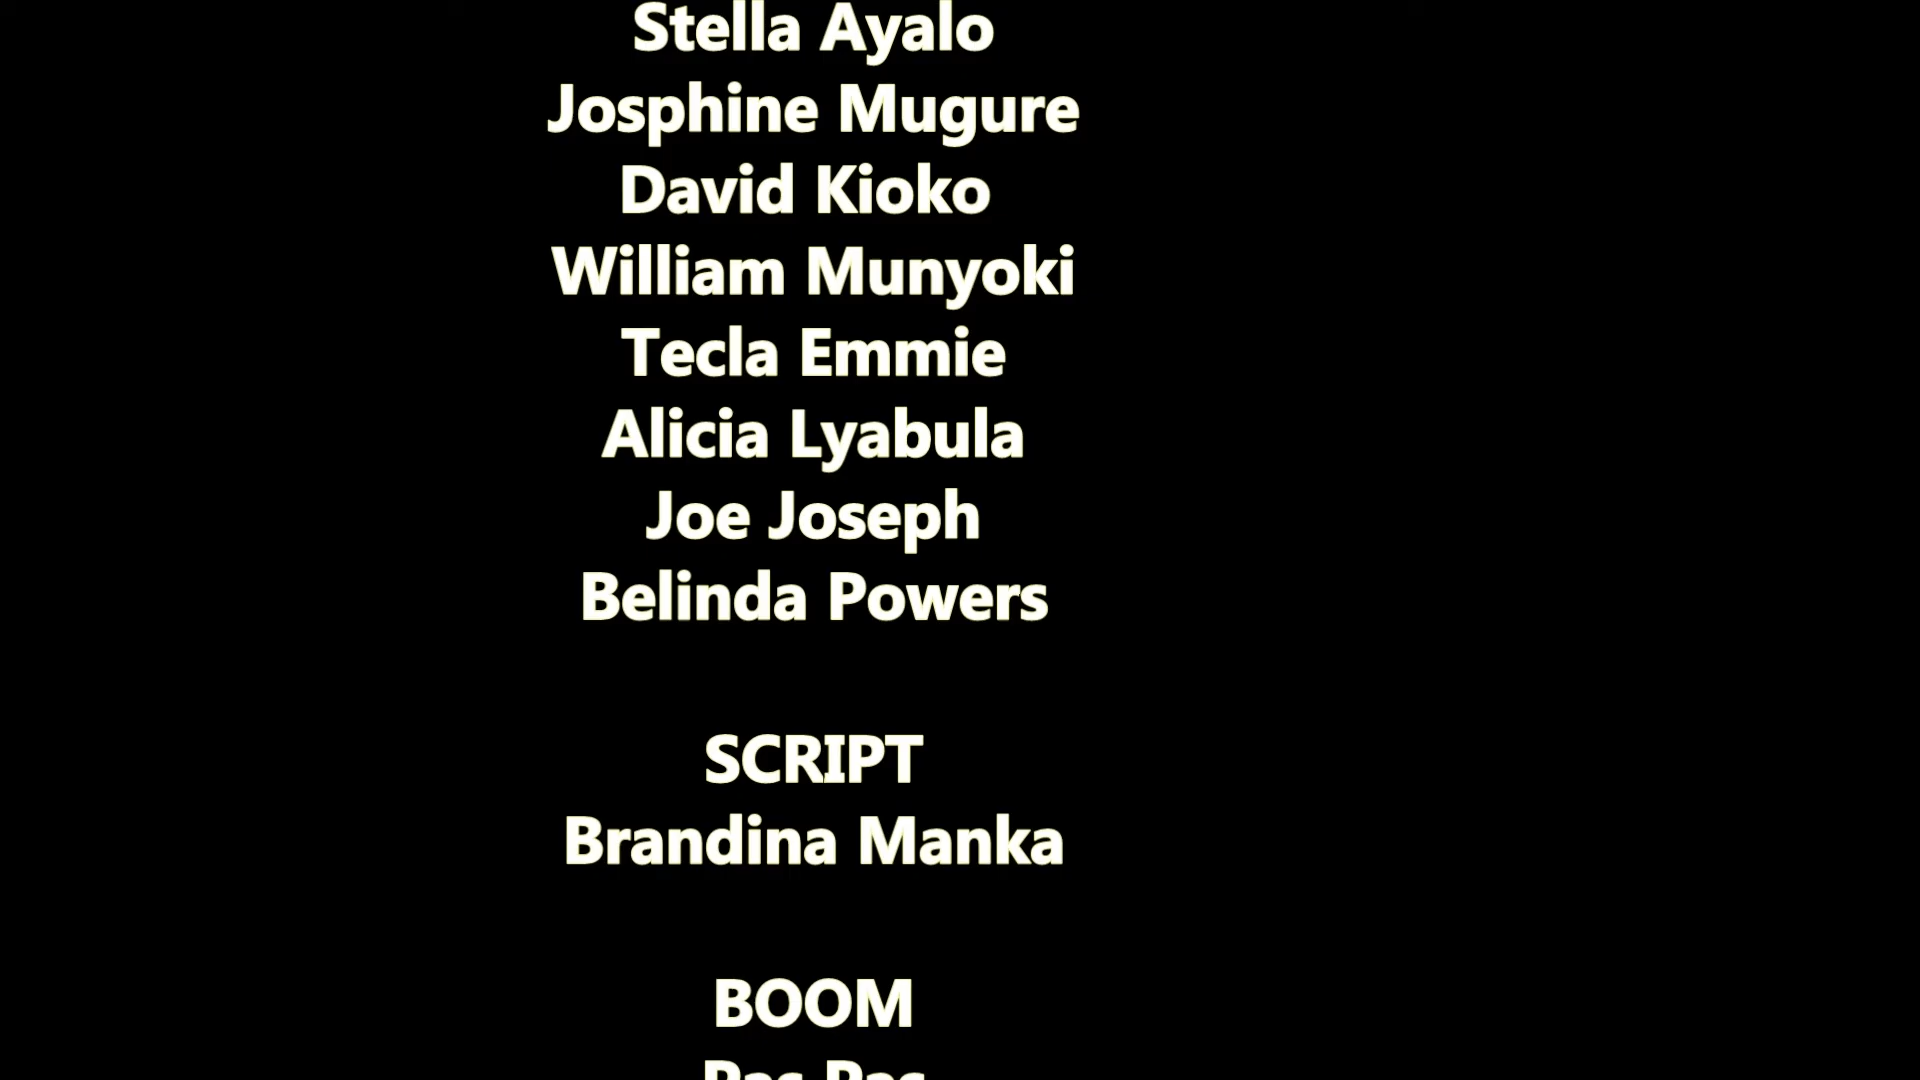 Stella Ayalo
Josphine Mugure
David Kioko
William Munyoki
Tecla Emmie
Alicia Lyabula
Joe Joseph
Belinda Powers
SCRIPT
Brandina Manka
BOOM